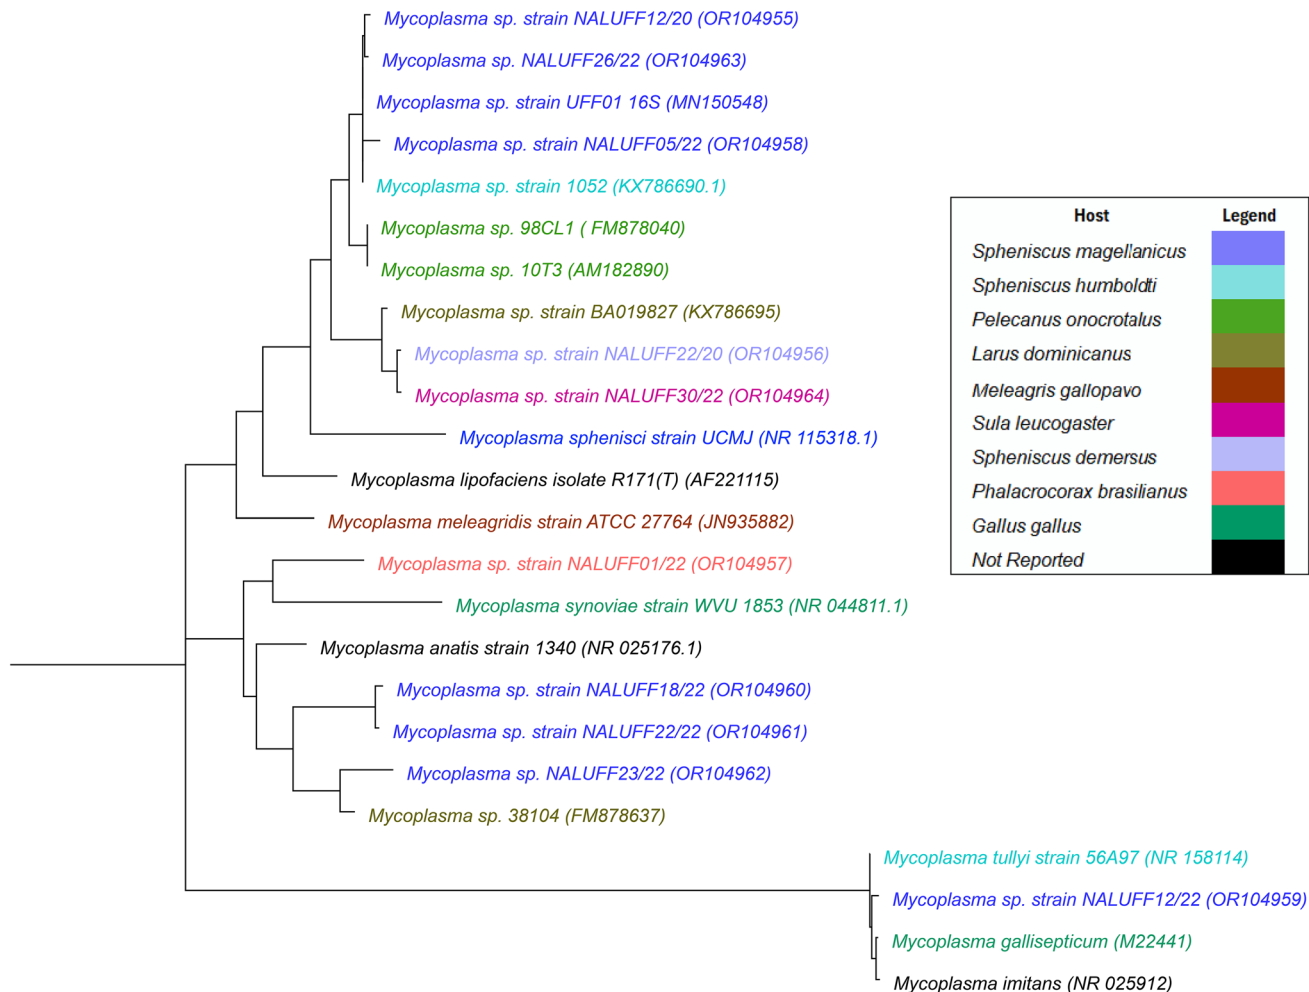 Mycoplasma sp. strain NALUFF12/20 (OR104955)
Mycoplasma sp. NALUFF26/22 (OR104963)
Mycoplasma sp. strain UFF01 16S (MN150548)
Mycoplasma sp. strain NALUFF05/22 (OR104958)
Mycoplasma sp. strain 1052 (KX786690.1)
Mycoplasma sp. 98CL1 ( FM878040)
Mycoplasma sp. 10T3 (AM182890)
Mycoplasma sp. strain BA019827 (KX786695)
Mycoplasma sp. strain NALUFF22/20 (OR104956)
Mycoplasma sp. strain NALUFF30/22 (OR104964)
Mycoplasma sphenisci strain UCMJ (NR 115318.1)
Mycoplasma lipofaciens isolate R171(T) (AF221115)
Mycoplasma meleagridis strain ATCC 27764 (JN935882)
Mycoplasma sp. strain NALUFF01/22 (OR104957)
Mycoplasma synoviae strain WVU 1853 (NR 044811.1)
Mycoplasma anatis strain 1340 (NR 025176.1)
Mycoplasma sp. strain NALUFF18/22 (OR104960)
Mycoplasma sp. strain NALUFF22/22 (OR104961)
Mycoplasma sp. NALUFF23/22 (OR104962)
Mycoplasma sp. 38104 (FM878637)
Mycoplasma tullyi strain 56A97 (NR 158114)
Mycoplasma sp. strain NALUFF12/22 (OR104959)
Mycoplasma gallisepticum (M22441)
Mycoplasma imitans (NR 025912)
Host Legend
Spheniscus magellanicus
Spheniscus humboldti
Pelecanus onocrotalus
Larus dominicanus
Meleagris gallopavo
Sula leucogaster
Spheniscus demersus
Phalacrocorax brasilianus
Gallus gallus
Not Reported